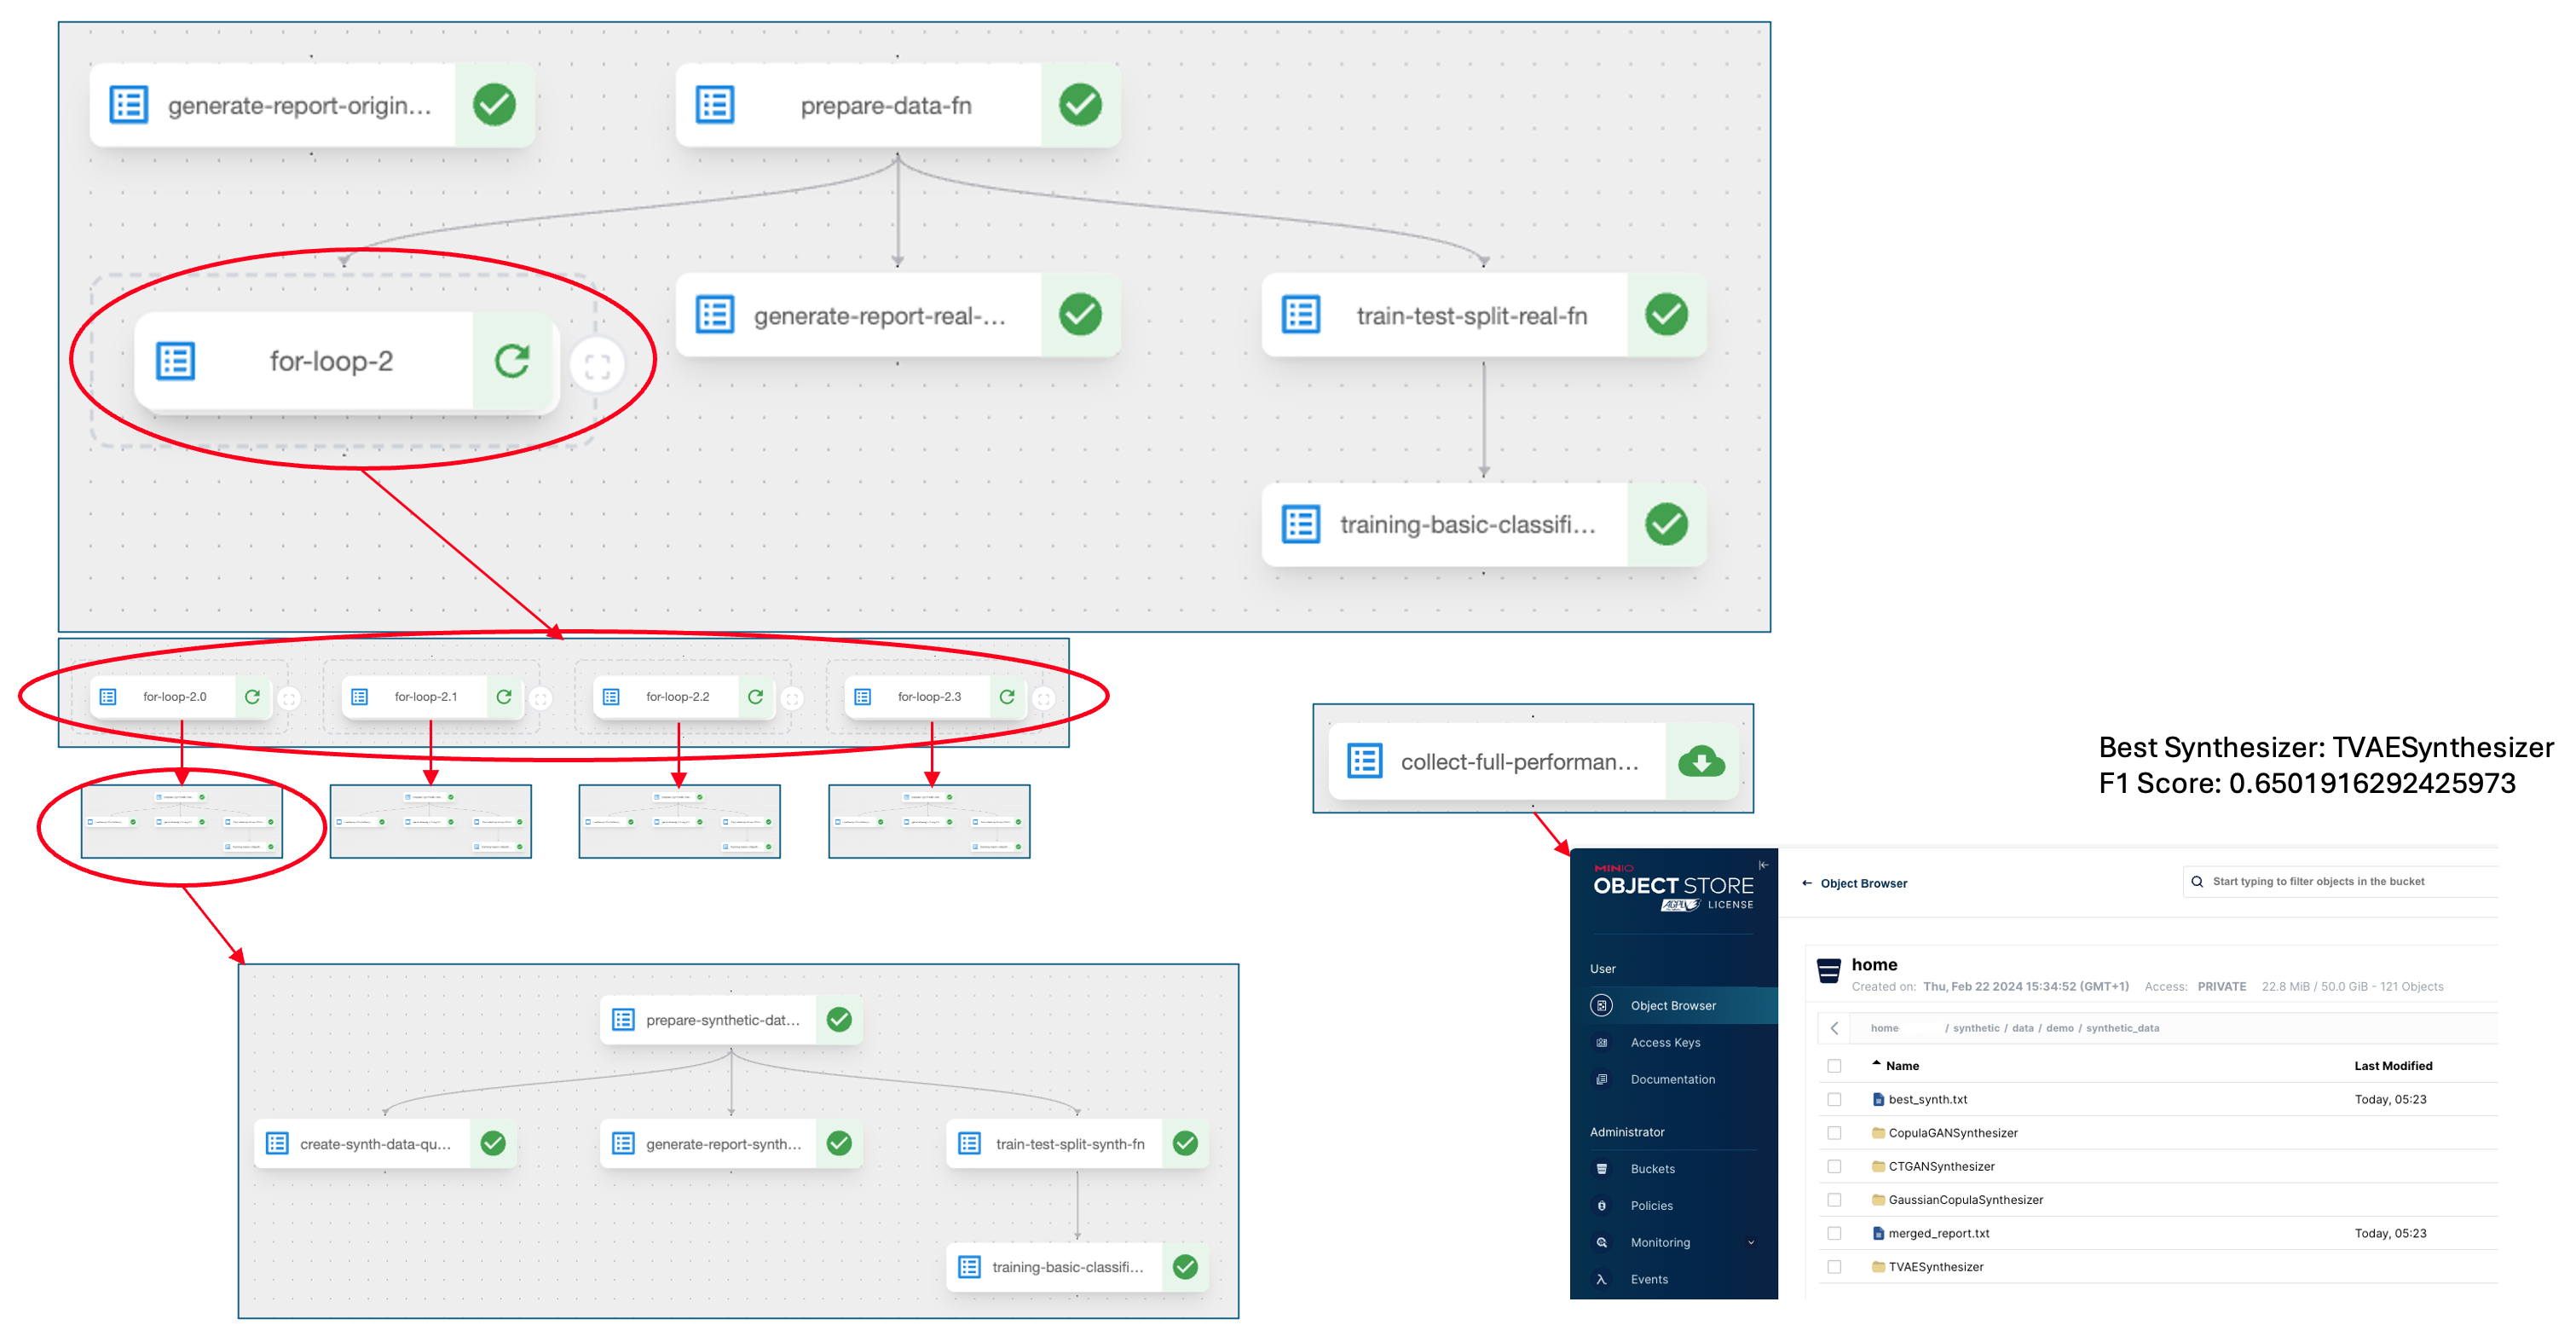 generate-report-origin...
prepare-data-fn
for-loop-2
generate-report-real-...
train-test-split-real-fn
training-basic-classifi...
for-loop-2.0
for-loop-2.1
for-loop-2.2
for-loop-2.3
collect-full-performan...
Best Synthesizer: TVAESynthesizer
F1 Score: 0.6501916292425973
prepare-synthetic-dat...
create-synth-data-qu...
generate-report-synth...
train-test-split-synth-fn
training-basic-classifi...
MINIO
OBJECT STORE
AGPL LICENSE
User
Object Browser
Access Keys
Documentation
Administrator
Buckets
Policies
Monitoring
Events
← Object Browser
Start typing to filter objects in the bucket
home
Created on: Thu, Feb 22 2024 15:34:52 (GMT+1) Access: PRIVATE 22.8 MiB / 50.0 GiB - 121 Objects
home / synthetic / data / demo / synthetic_data
Name Last Modified
best_synth.txt Today, 05:23
CopulaGANSynthesizer
CTGANSynthesizer
GaussianCopulaSynthesizer
merged_report.txt Today, 05:23
TVAESynthesizer